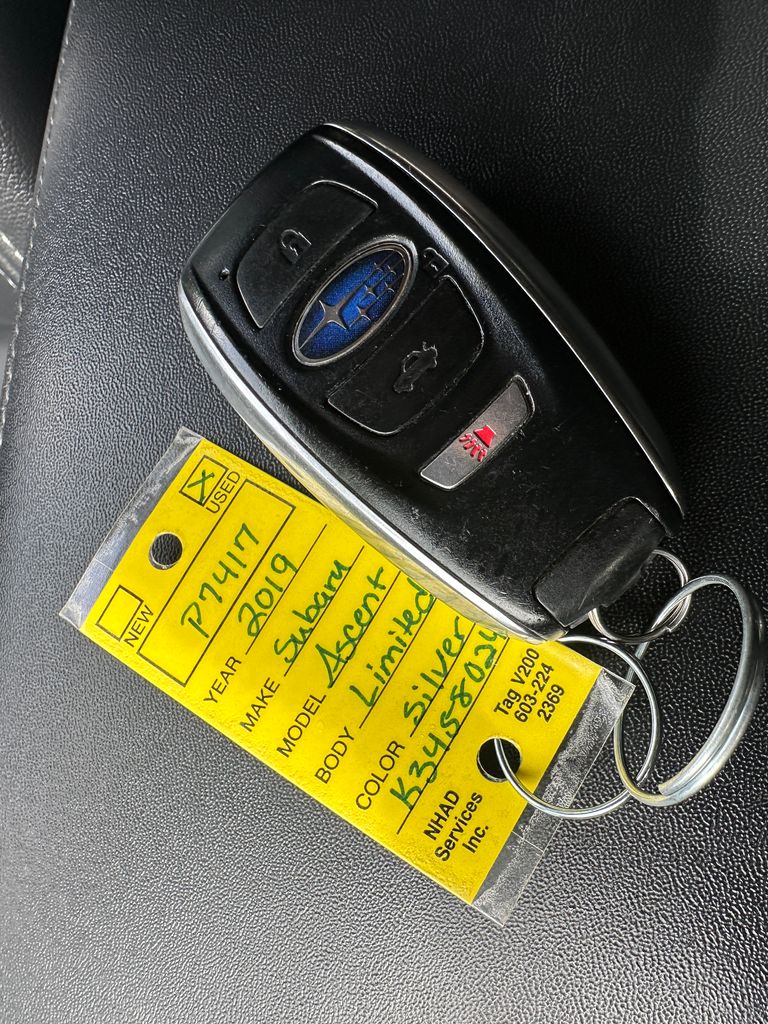 USED
NEW
P7417
YEAR 2019
MAKE Subaru
MODEL Ascent
BODY Limited
COLOR Silver
NHAD
Services
Inc.
Tag V200
603-224
2369